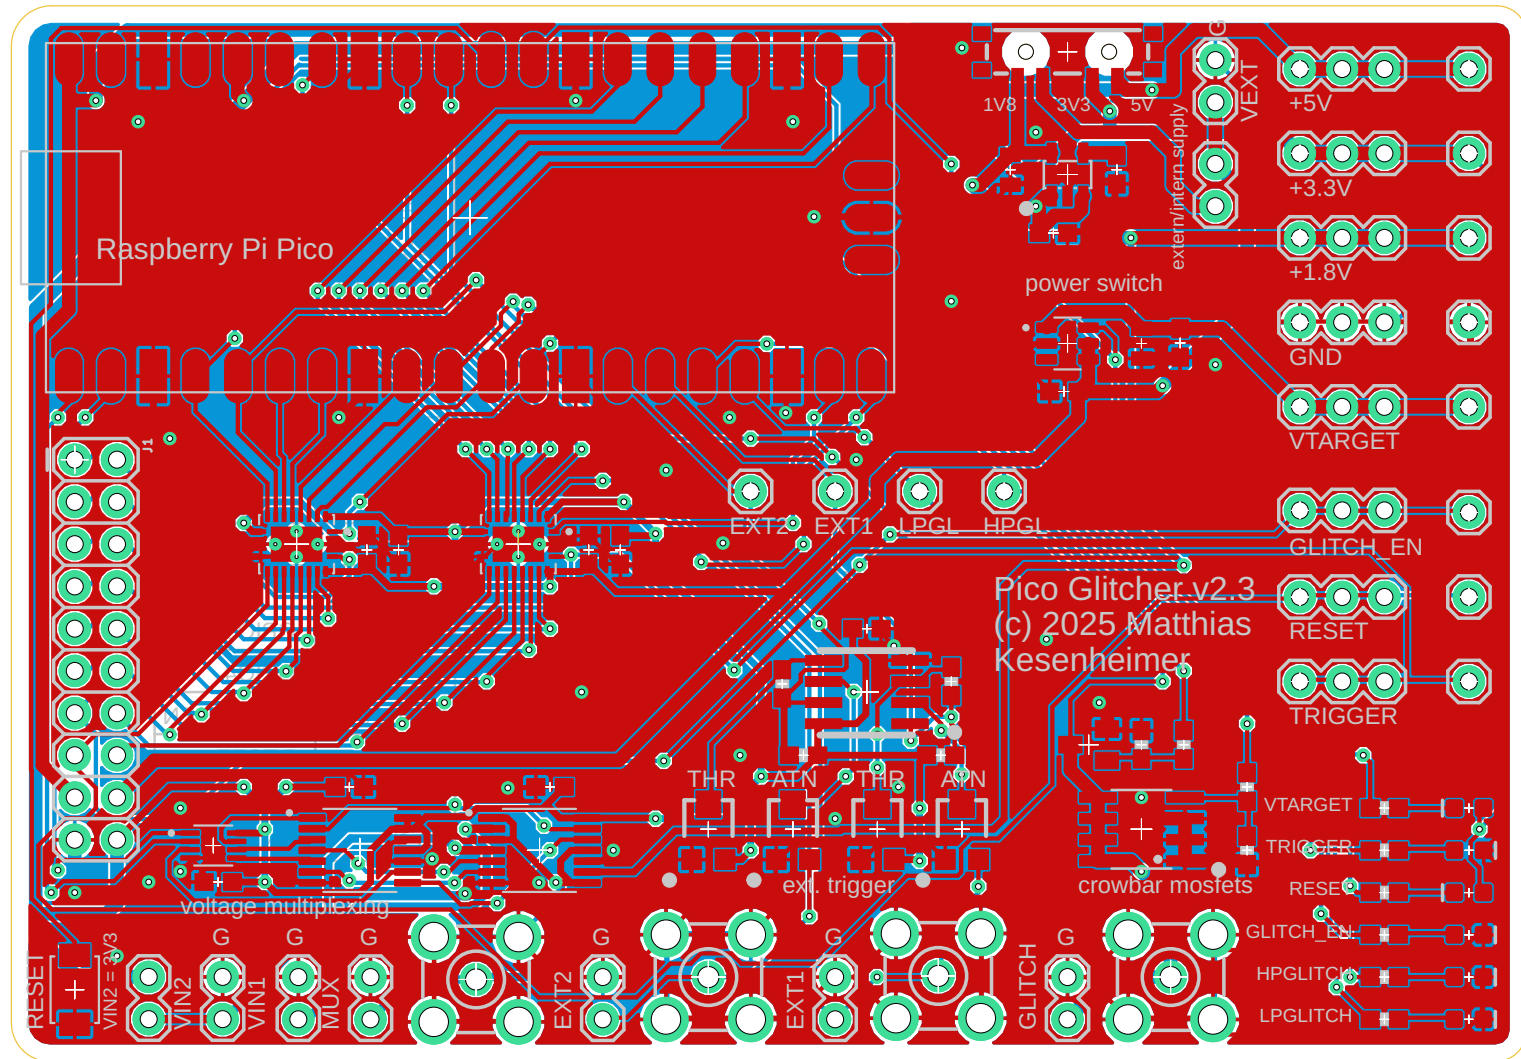 G
VEXT
1V8 3V3 5V
extern/intern supply
+5V
+3.3V
+1.8V
GND
VTARGET
Raspberry Pi Pico
power switch
J1
EXT2 EXT1 LPGL HPGL
GLITCH_EN
RESET
TRIGGER
Pico Glitcher v2.3
(c) 2025 Matthias
Kesenheimer
THR ATN THR ATN
VTARGET
TRIGGER
RESET
GLITCH_EN
HPGLITCH
LPGLITCH
voltage multiplexing
ext. trigger
crowbar mosfets
G G G G G G
RESET
VIN2 = 3V3
VIN2
VIN1
MUX
EXT2
EXT1
GLITCH